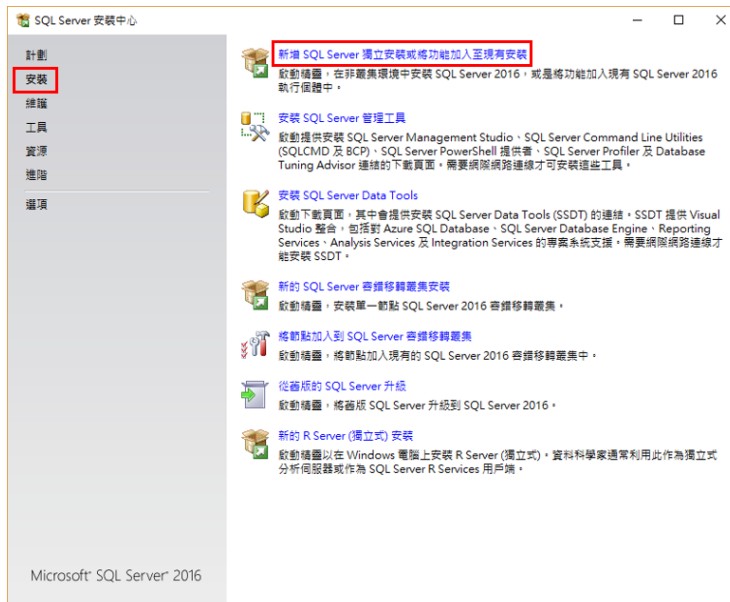 SQL Server 安裝中心
計劃
安裝
維護
工具
資源
進階
選項
新增 SQL Server 獨立安裝或將功能加入至現有安裝
啟動精靈，在非叢集環境中安裝 SQL Server 2016，或是將功能加入現有 SQL Server 2016
執行個體中。
安裝 SQL Server 管理工具
啟動提供安裝 SQL Server Management Studio、SQL Server Command Line Utilities
(SQLCMD 及 BCP)、SQL Server PowerShell 提供者、SQL Server Profiler 及 Database
Tuning Advisor 連結的下載頁面。需要網際網路連線才可安裝這些工具。
安裝 SQL Server Data Tools
啟動下載頁面，其中會提供安裝 SQL Server Data Tools (SSDT) 的連結。SSDT 提供 Visual
Studio 整合，包括對 Azure SQL Database、SQL Server Database Engine、Reporting
Services、Analysis Services 及 Integration Services 的專案系統支援。需要網際網路連線才
能安裝 SSDT。
新的 SQL Server 容錯移轉叢集安裝
啟動精靈，安裝單一節點 SQL Server 2016 容錯移轉叢集。
將節點加入到 SQL Server 容錯移轉叢集
啟動精靈，將節點加入現有的 SQL Server 2016 容錯移轉叢集中。
從舊版的 SQL Server 升級
啟動精靈，將舊版 SQL Server 升級到 SQL Server 2016。
新的 R Server (獨立式) 安裝
啟動精靈以在 Windows 電腦上安裝 R Server (獨立式)。資料科學家通常利用此作為獨立式
分析伺服器或作為 SQL Server R Services 用戶端。
Microsoft® SQL Server® 2016